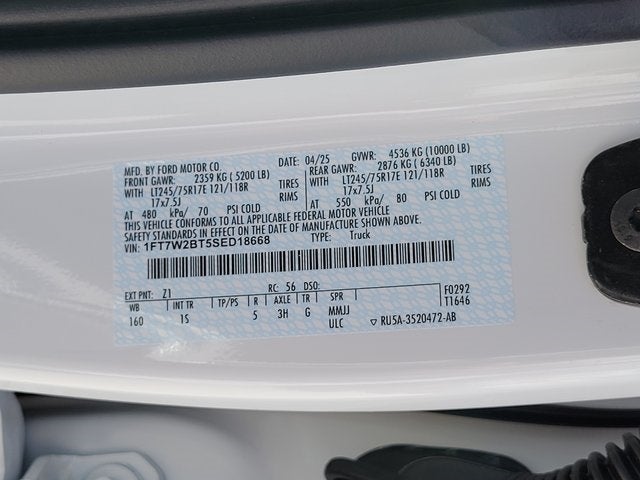 MFD. BY FORD MOTOR CO. DATE: 04/25 GVWR: 4536 KG (10000 LB)
FRONT GAWR: 2359 KG ( 5200 LB) REAR GAWR: 2876 KG ( 6340 LB)
WITH LT245/75R17E 121/118R TIRES WITH LT245/75R17E 121/118R TIRES
17x7.5J RIMS 17x7.5J RIMS
AT 480 kPa/ 70 PSI COLD AT 550 kPa/ 80 PSI COLD
THIS VEHICLE CONFORMS TO ALL APPLICABLE FEDERAL MOTOR VEHICLE
SAFETY STANDARDS IN EFFECT ON THE DATE OF MANUFACTURE SHOWN ABOVE.
VIN: 1FT7W2BT5SED18668 TYPE: Truck
EXT PNT: Z1 RC: 56 DSO: F0292
WB INT TR TP/PS R AXLE TR SPR T1646
160 1S 5 3H G MMJJ
ULC ▽ RU5A-3520472-AB